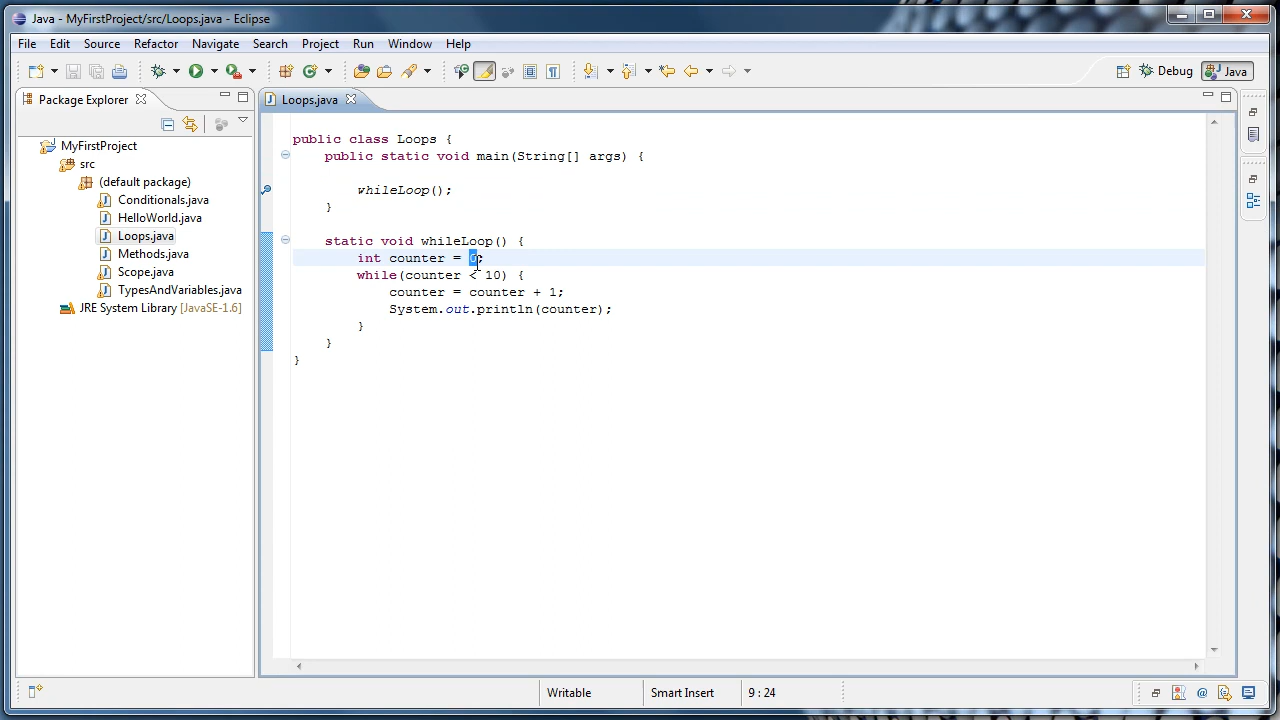 Java - MyFirstProject/src/Loops.java - Eclipse
File Edit Source Refactor Navigate Search Project Run Window Help
Debug Java
Package Explorer
Loops.java
MyFirstProject
src
(default package)
Conditionals.java
HelloWorld.java
Loops.java
Methods.java
Scope.java
TypesAndVariables.java
JRE System Library [JavaSE-1.6]
public class Loops {
public static void main(String[] args) {
whileLoop();
}
static void whileLoop() {
int counter = 0;
while(counter < 10) {
counter = counter + 1;
System.out.println(counter);
}
}
}
Writable Smart Insert 9 : 24